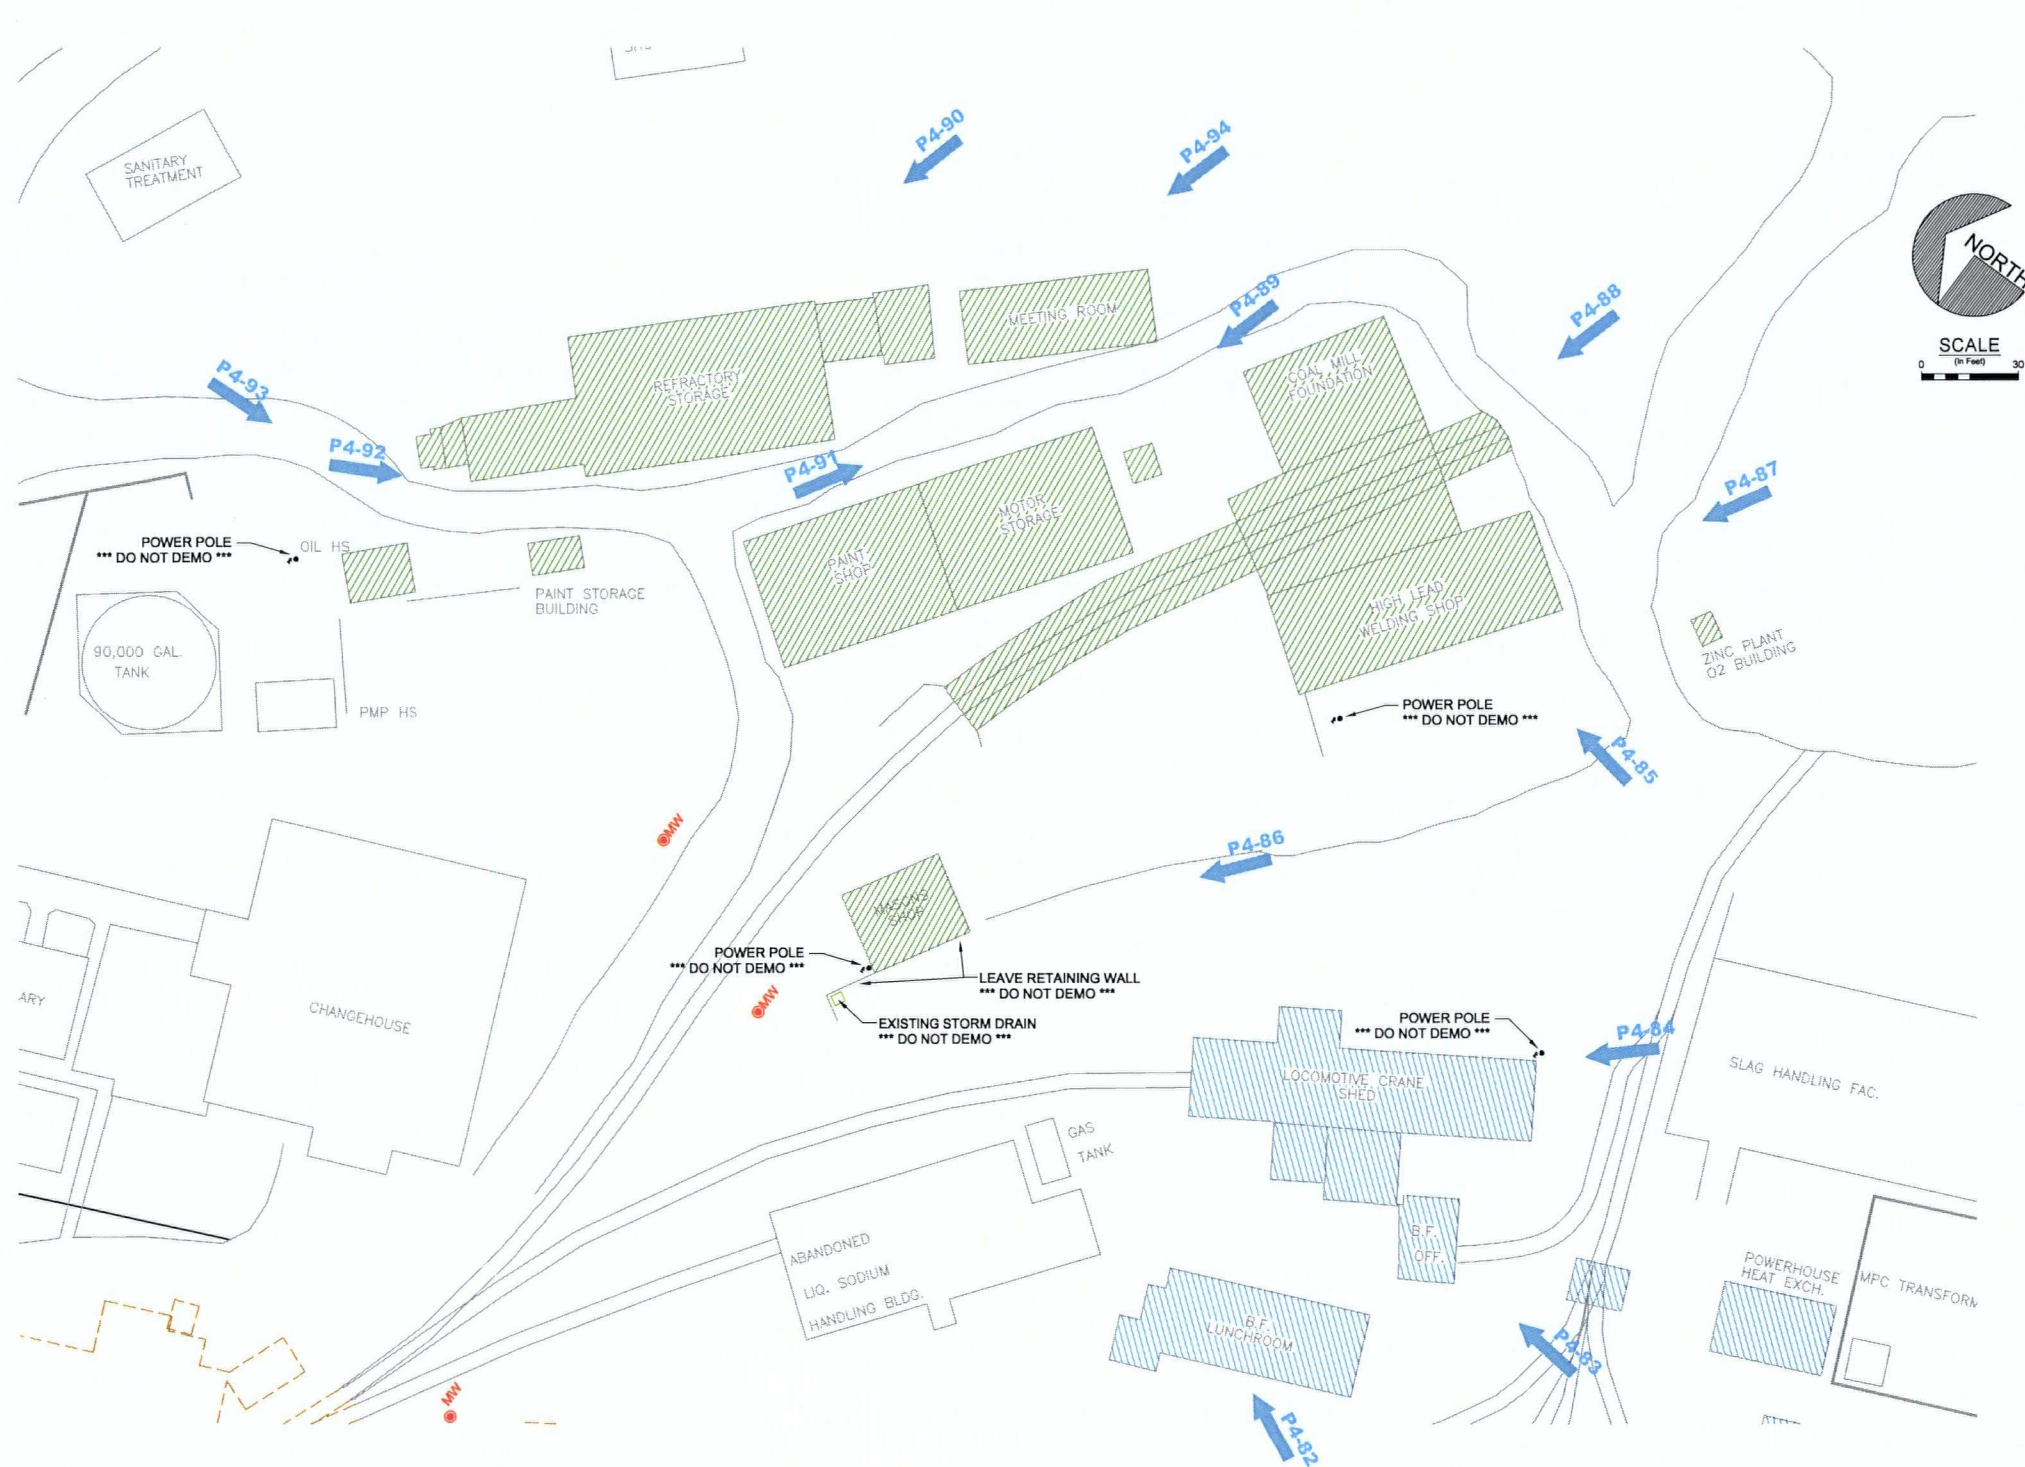 P4-90
P4-94
SANITARY
TREATMENT
NORTH
SCALE
(In Feet)
0
30
P4-89
P4-88
MEETING ROOM
P4-93
REFRACTORY
STORAGE
COAL MILL
FOUNDATION
P4-92
P4-91
P4-87
MOTOR
STORAGE
POWER POLE
*** DO NOT DEMO ***
OIL HS
PAINT
SHOP
PAINT STORAGE
BUILDING
HIGH LEAD
WELDING SHOP
90,000 GAL.
TANK
ZINC PLANT
O2 BUILDING
PMP HS
POWER POLE
*** DO NOT DEMO ***
P4-85
MW
P4-86
MASONS
SHOP
POWER POLE
*** DO NOT DEMO ***
LEAVE RETAINING WALL
*** DO NOT DEMO ***
MW
ARY
CHANGEHOUSE
EXISTING STORM DRAIN
*** DO NOT DEMO ***
POWER POLE
*** DO NOT DEMO ***
P4-84
LOCOMOTIVE CRANE
SHED
SLAG HANDLING FAC.
GAS
TANK
B.F.
OFF.
ABANDONED
LIQ. SODIUM
HANDLING BLDG.
POWERHOUSE
HEAT EXCH.
MPC TRANSFORM
B.F.
LUNCHROOM
P4-83
MW
P4-82